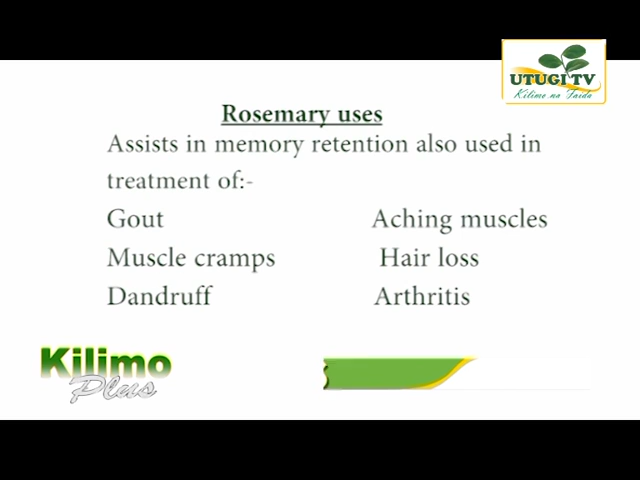 UTUGI TV
Kilimo na Faida
Rosemary uses
Assists in memory retention also used in
treatment of:-
Gout Aching muscles
Muscle cramps Hair loss
Dandruff Arthritis
Kilimo
Plus